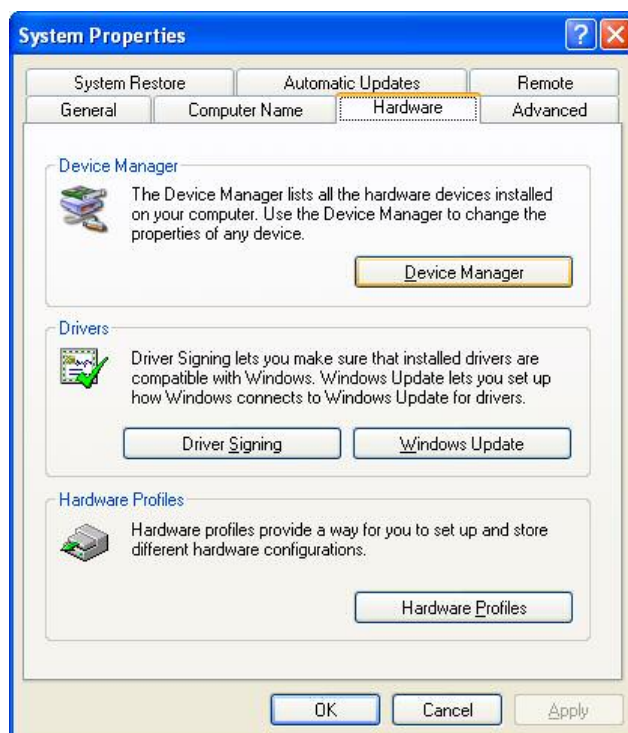 System Properties
System Restore Automatic Updates Remote
General Computer Name Hardware Advanced
Device Manager
The Device Manager lists all the hardware devices installed
on your computer. Use the Device Manager to change the
properties of any device.
Device Manager
Drivers
Driver Signing lets you make sure that installed drivers are
compatible with Windows. Windows Update lets you set up
how Windows connects to Windows Update for drivers.
Driver Signing Windows Update
Hardware Profiles
Hardware profiles provide a way for you to set up and store
different hardware configurations.
Hardware Profiles
OK Cancel Apply